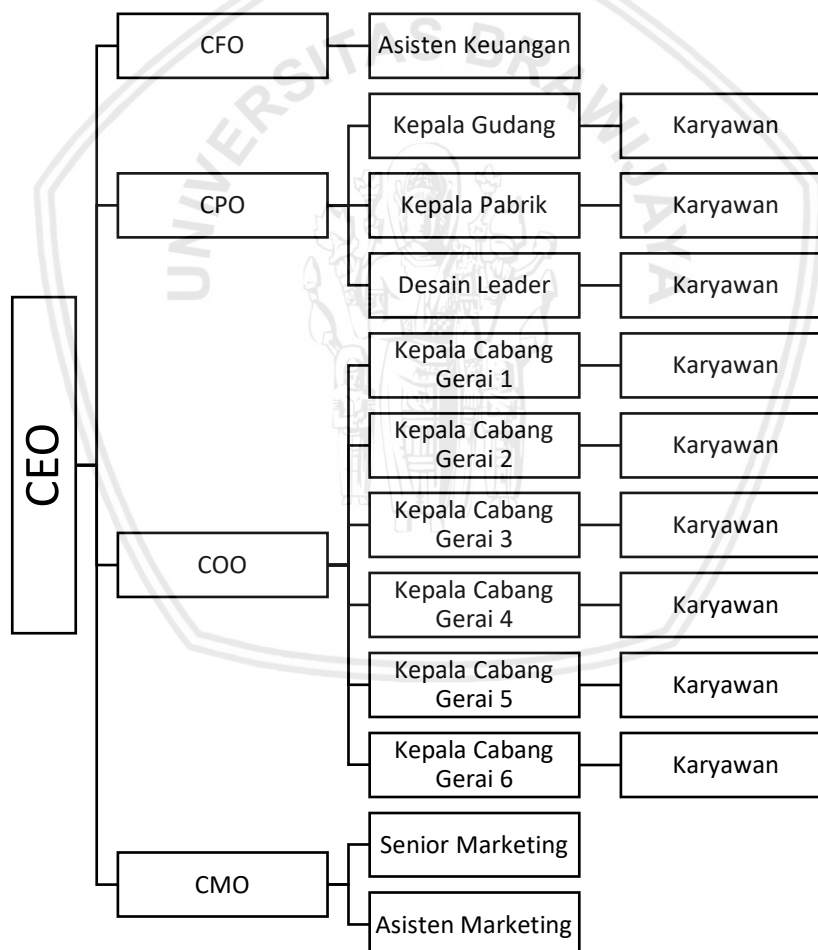 UNIVERSITAS BRAWIJAYA
CEO
CFO
Asisten Keuangan
CPO
Kepala Gudang
Karyawan
Kepala Pabrik
Karyawan
Desain Leader
Karyawan
COO
Kepala Cabang
Gerai 1
Karyawan
Kepala Cabang
Gerai 2
Karyawan
Kepala Cabang
Gerai 3
Karyawan
Kepala Cabang
Gerai 4
Karyawan
Kepala Cabang
Gerai 5
Karyawan
Kepala Cabang
Gerai 6
Karyawan
CMO
Senior Marketing
Asisten Marketing